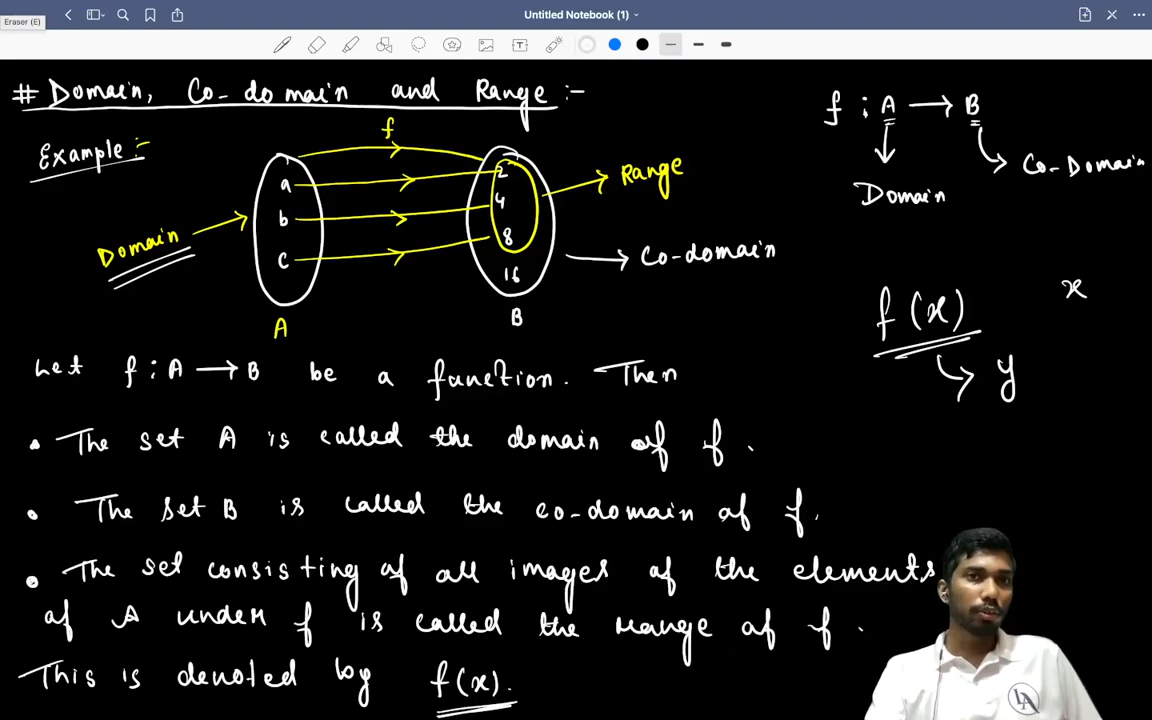 Eraser (E)
Untitled Notebook (1)
# Domain, Co-domain and Range :-
Example :-
f
a
b
c
A
2
4
8
16
B
Domain
Range
Co-domain
f : A → B
Domain
Co-Domain
f(x)
y
x
Let f : A → B be a function. Then
• The set A is called the domain of f.
• The set B is called the co-domain of f.
• The set consisting of all images of the elements
of A under f is called the range of f.
This is denoted by f(x).
LA